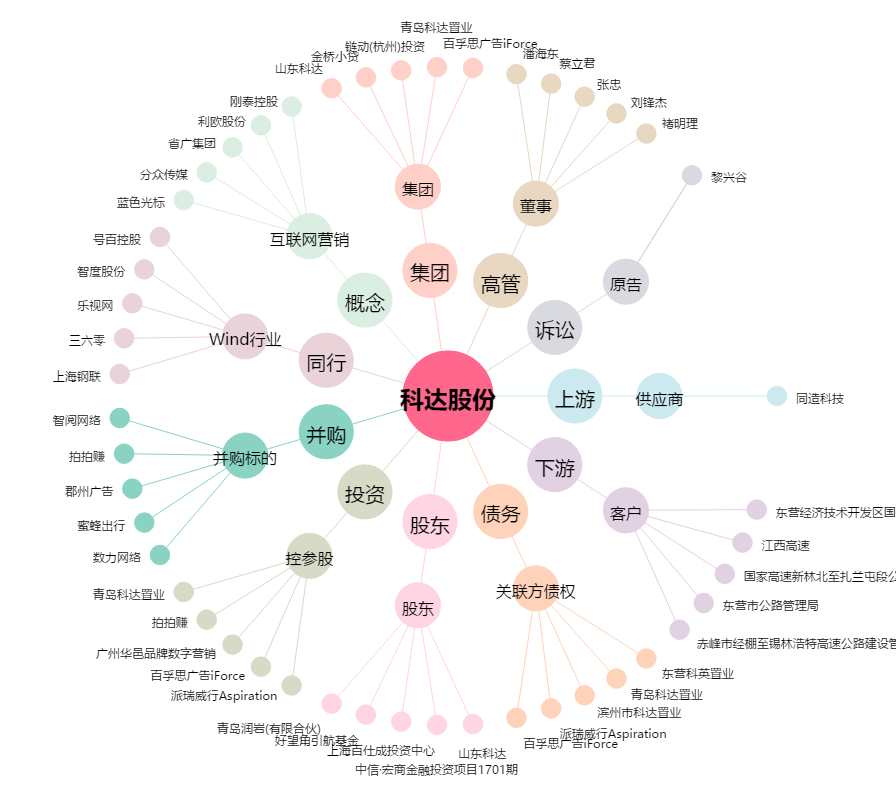 青岛科达置业
链动(杭州)投资
百孚思广告iForce
金桥小贷
山东科达
潘海东
蔡立君
张忠
刘锋杰
禇明理
刚泰控股
利欧股份
省广集团
分众传媒
蓝色光标
集团
董事
黎兴谷
互联网营销
号百控股
智度股份
乐视网
三六零
上海钢联
集团
高管
原告
概念
诉讼
Wind行业
同行
科达股份
上游
供应商
同造科技
智阅网络
拍拍赚
郡州广告
蜜蜂出行
数力网络
并购标的
并购
下游
投资
股东
债务
客户
东营经济技术开发区国
江西高速
国家高速新林北至扎兰屯段公
东营市公路管理局
赤峰市经棚至锡林浩特高速公路建设管
控参股
青岛科达置业
拍拍赚
广州华邑品牌数字营销
百孚思广告iForce
派瑞威行Aspiration
股东
关联方债权
东营科英置业
青岛科达置业
滨州市科达置业
派瑞威行Aspiration
百孚思广告iForce
青岛润岩(有限合伙)
好望角引航基金
上海百仕成投资中心
山东科达
中信·宏商金融投资项目1701期